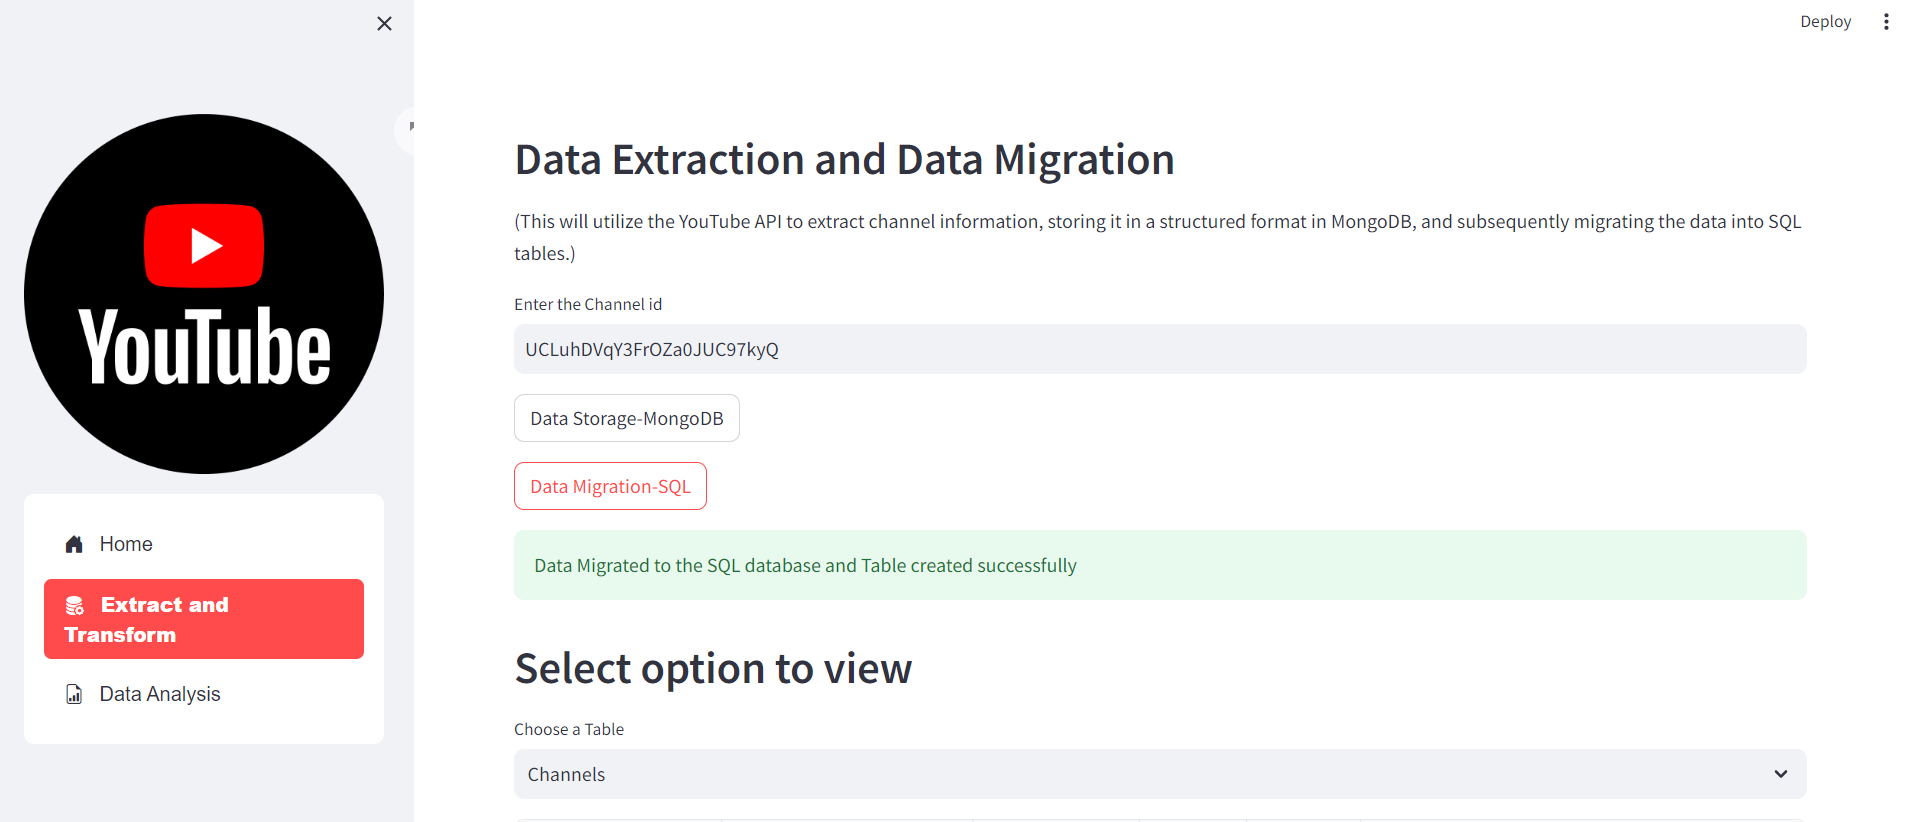 Deploy
YouTube
Home
Extract and
Transform
Data Analysis
Data Extraction and Data Migration
(This will utilize the YouTube API to extract channel information, storing it in a structured format in MongoDB, and subsequently migrating the data into SQL
tables.)
Enter the Channel id
UCLuhDVqY3FrOZa0JUC97kyQ
Data Storage-MongoDB
Data Migration-SQL
Data Migrated to the SQL database and Table created successfully
Select option to view
Choose a Table
Channels